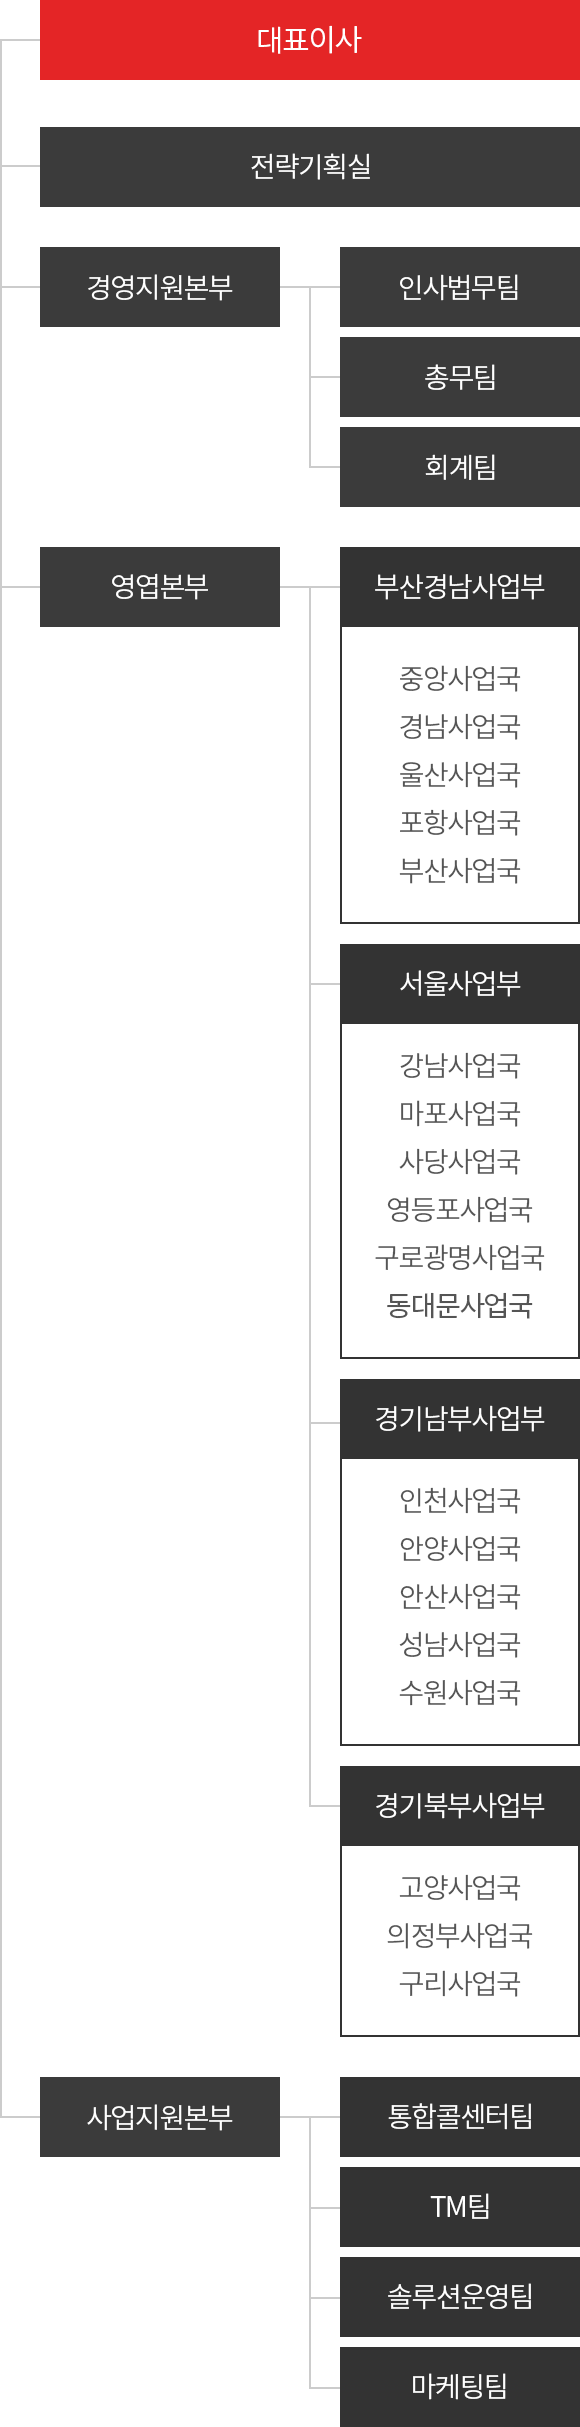 대표이사
전략기획실
경영지원본부
인사법무팀
총무팀
회계팀
영엽본부
부산경남사업부
중앙사업국
경남사업국
울산사업국
포항사업국
부산사업국
서울사업부
강남사업국
마포사업국
사당사업국
영등포사업국
구로광명사업국
동대문사업국
경기남부사업부
인천사업국
안양사업국
안산사업국
성남사업국
수원사업국
경기북부사업부
고양사업국
의정부사업국
구리사업국
사업지원본부
통합콜센터팀
TM팀
솔루션운영팀
마케팅팀